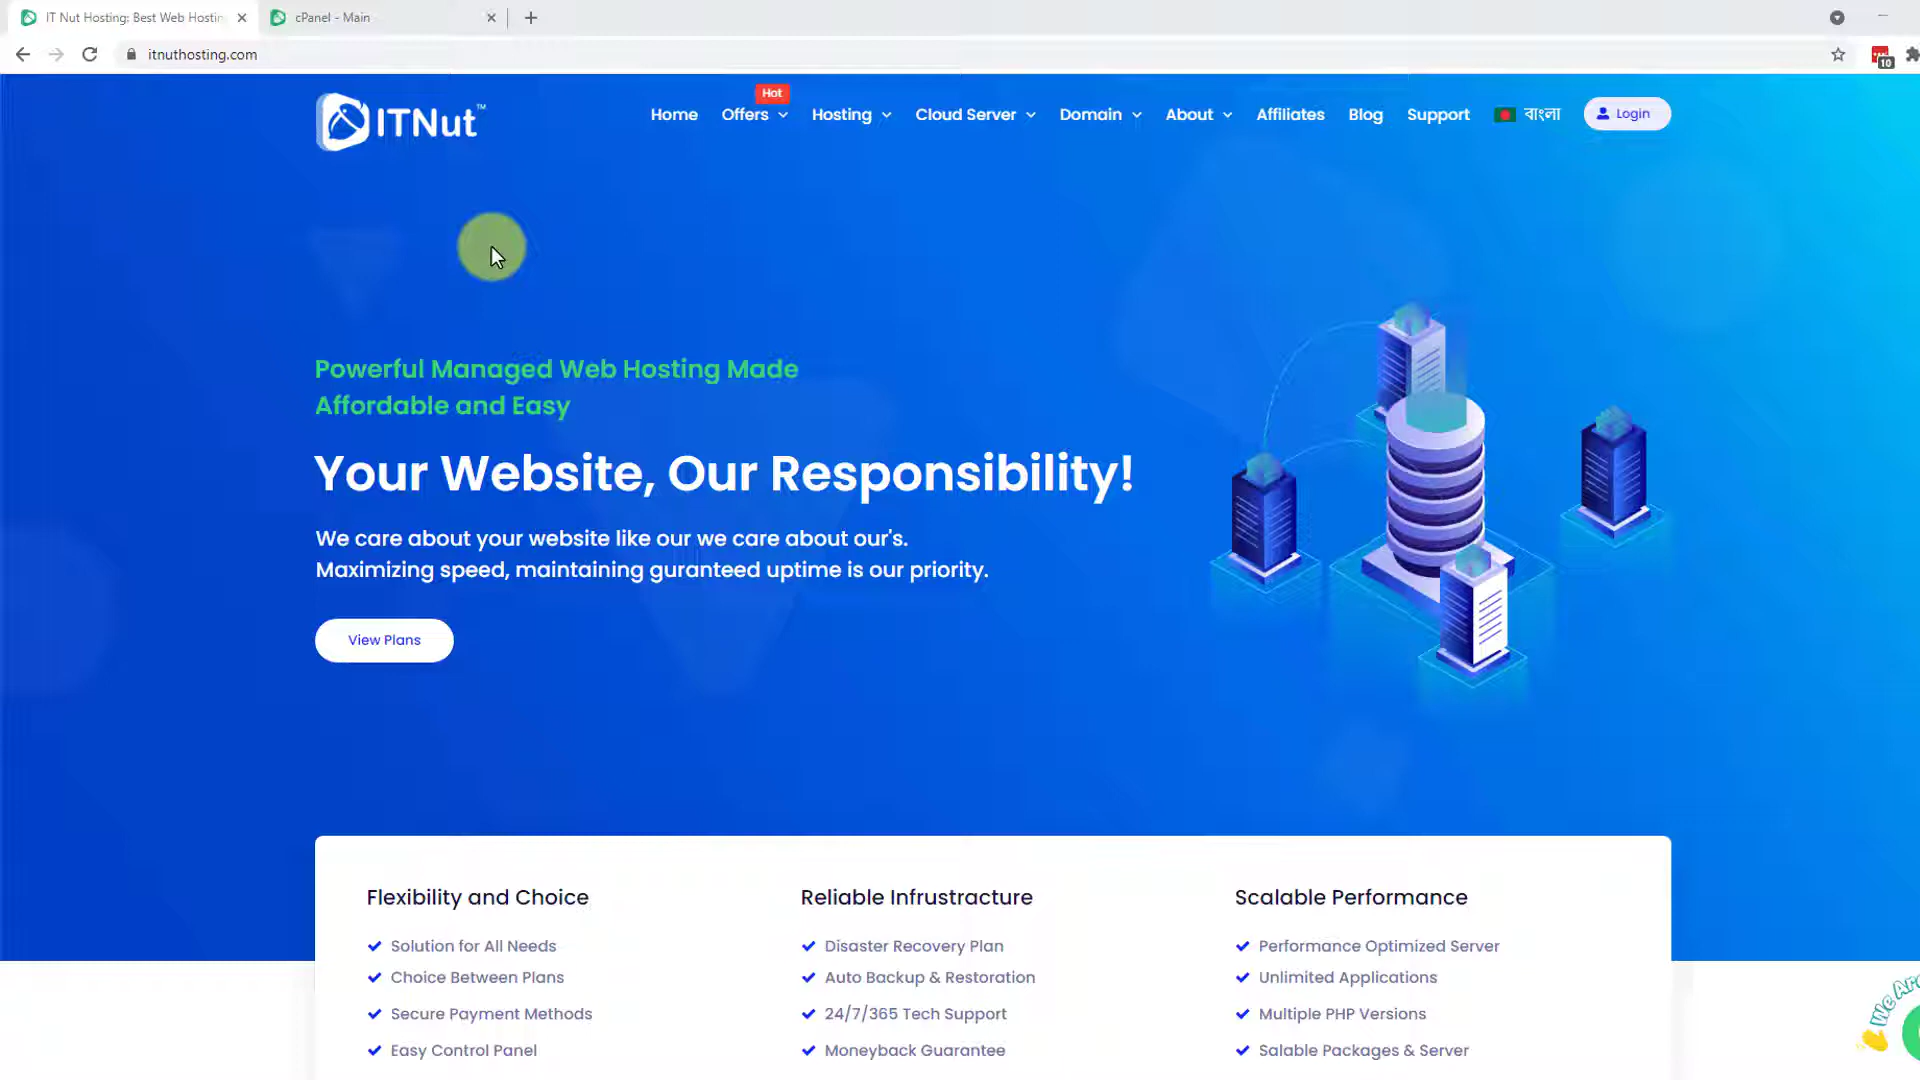 IT Nut Hosting: Best Web Hostin
cPanel - Main
itnuthosting.com
10
ITNut™
Home
Offers
Hot
Hosting
Cloud Server
Domain
About
Affiliates
Blog
Support
বাংলা
Login
Powerful Managed Web Hosting Made
Affordable and Easy
Your Website, Our Responsibility!
We care about your website like our we care about our's.
Maximizing speed, maintaining guranteed uptime is our priority.
View Plans
Flexibility and Choice
Solution for All Needs
Choice Between Plans
Secure Payment Methods
Easy Control Panel
Reliable Infrustracture
Disaster Recovery Plan
Auto Backup & Restoration
24/7/365 Tech Support
Moneyback Guarantee
Scalable Performance
Performance Optimized Server
Unlimited Applications
Multiple PHP Versions
Salable Packages & Server
We Are